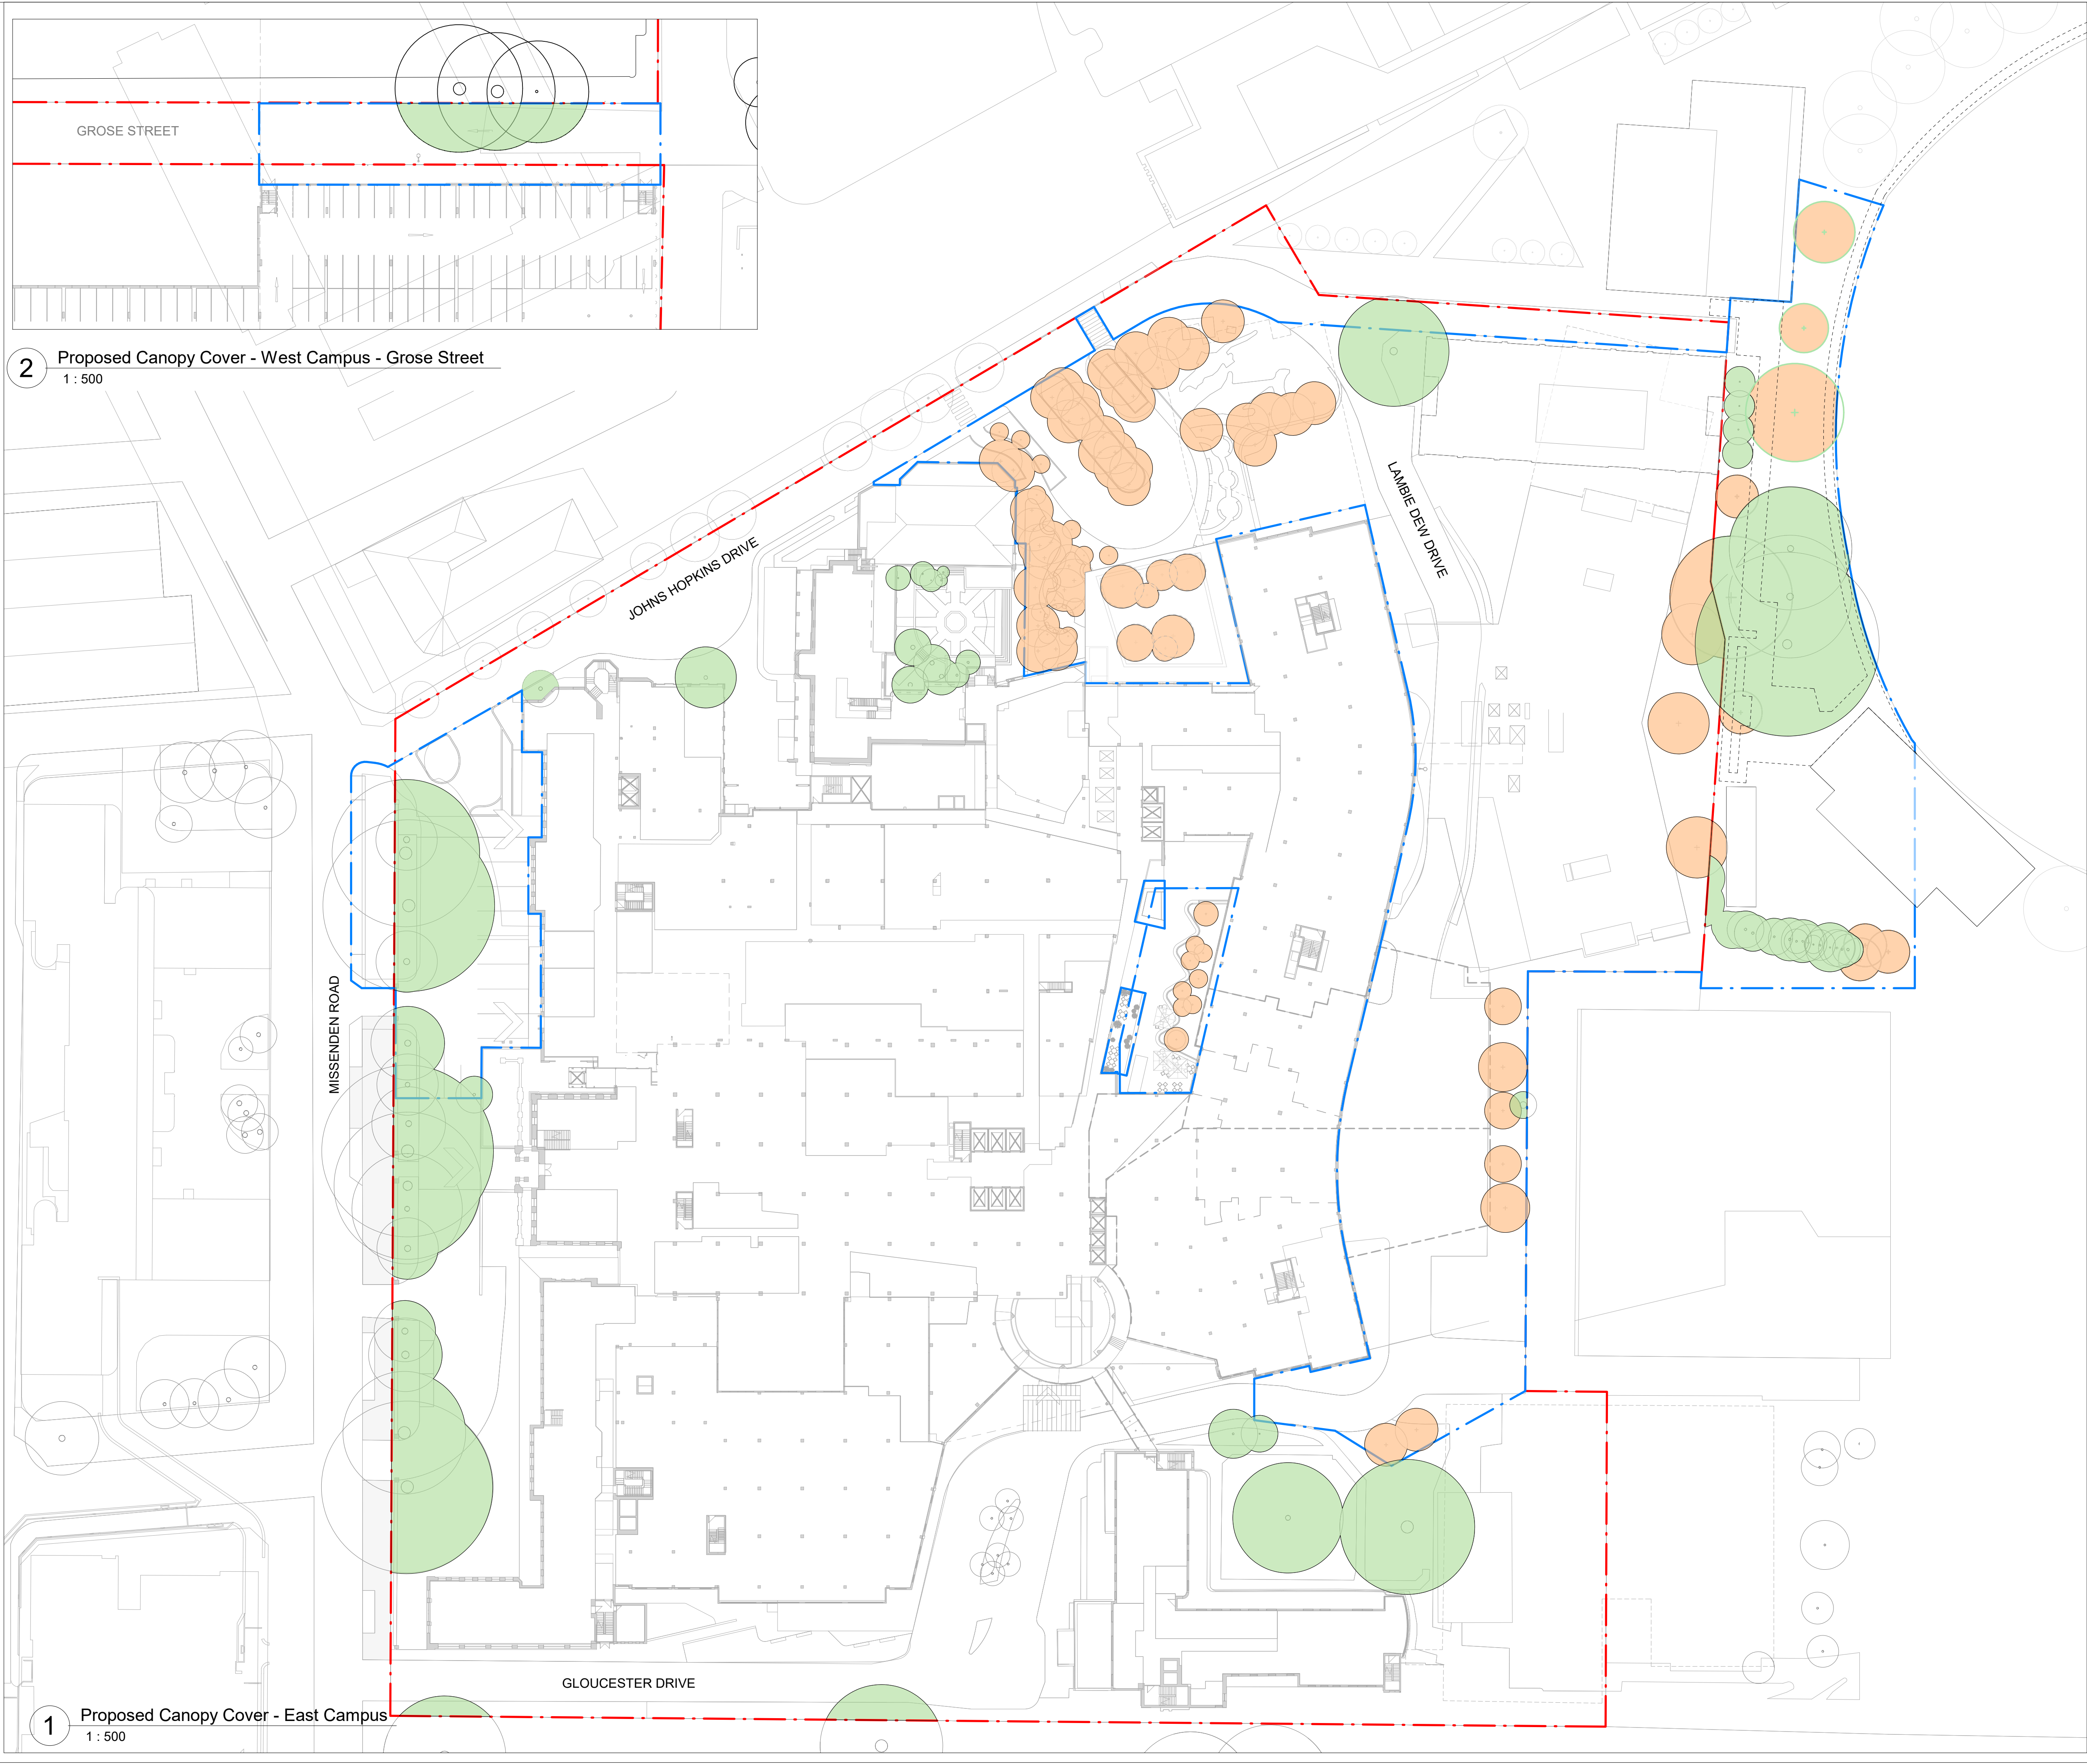 GROSE STREET
2 Proposed Canopy Cover - West Campus - Grose Street
1 : 500
JOHNS HOPKINS DRIVE
LAMBIE DEW DRIVE
MISSENDEN ROAD
GLOUCESTER DRIVE
1 Proposed Canopy Cover - East Campus
1 : 500